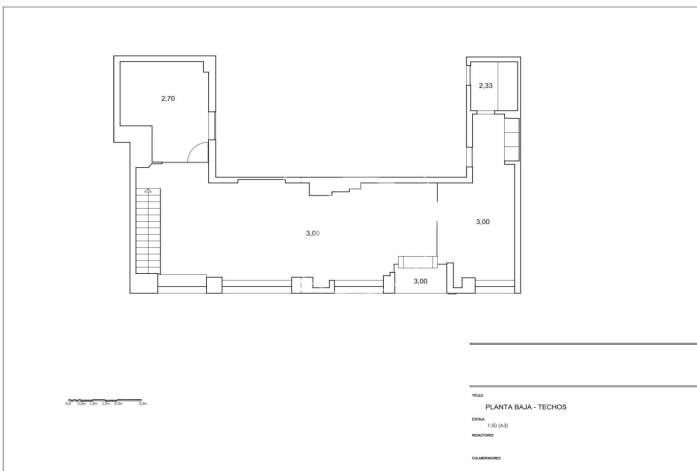 2,70
2,33
3,00
3,00
3,00
TÍTULO
PLANTA BAJA - TECHOS
ESCALA
1:50 (A3)
REDACTORES
COLABORADORES